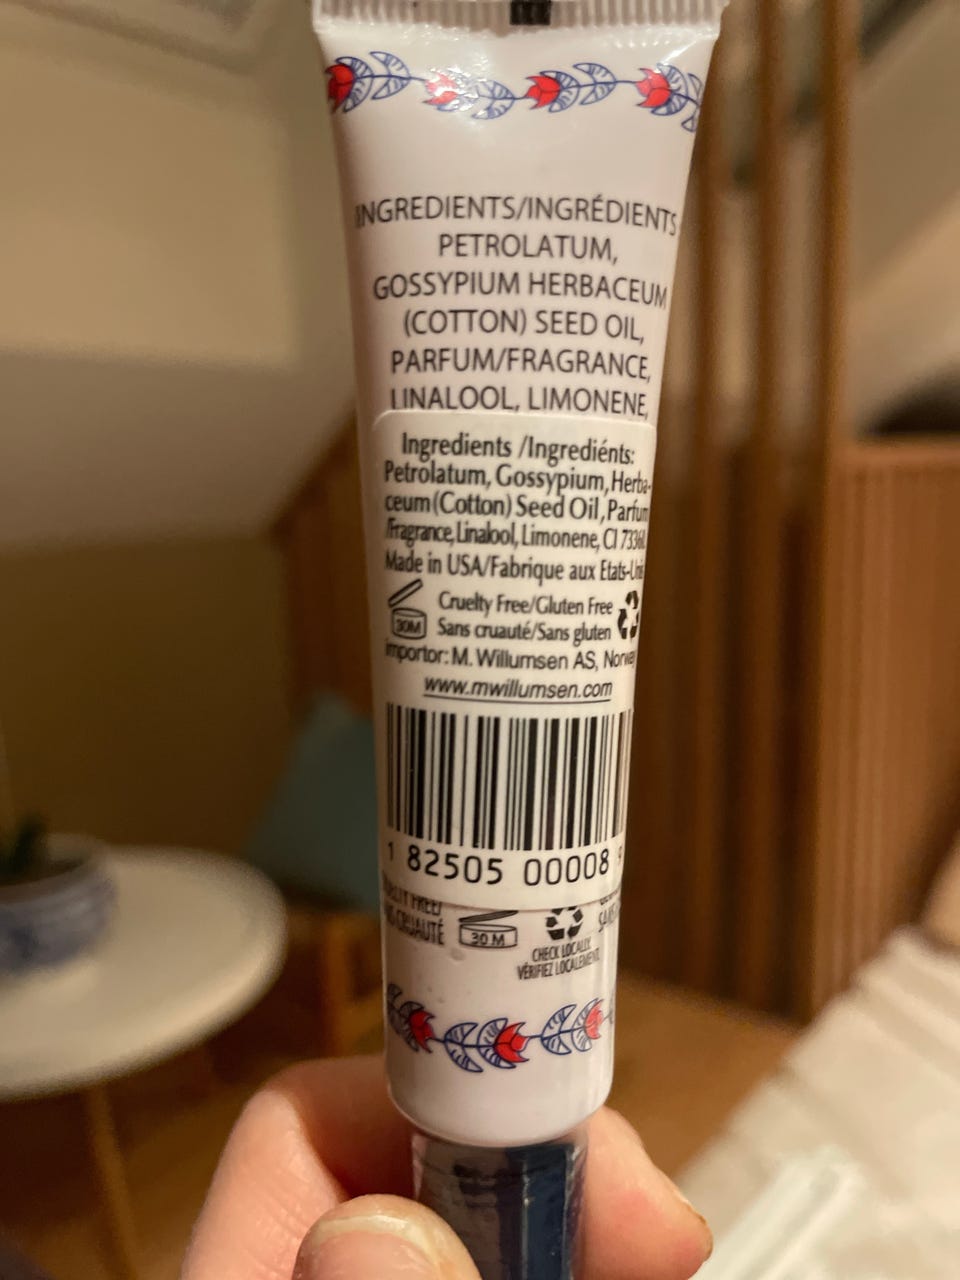 INGREDIENTS/INGRÉDIENTS
PETROLATUM,
GOSSYPIUM HERBACEUM
(COTTON) SEED OIL,
PARFUM/FRAGRANCE,
LINALOOL, LIMONENE,
Ingredients /Ingrediénts:
Petrolatum, Gossypium, Herba-
ceum (Cotton) Seed Oil, Parfum
/Fragrance, Linalool, Limonene, CI 73360.
Made in USA/Fabrique aux Etats-Unis
Cruelty Free/Gluten Free
30M
Sans cruauté/Sans gluten
importor: M. Willumsen AS, Norway
www.mwillumsen.com
1 82505 00008 9
CRUAUTÉ
30 M
CHECK LOCALLY
VÉRIFIEZ LOCALEMENT